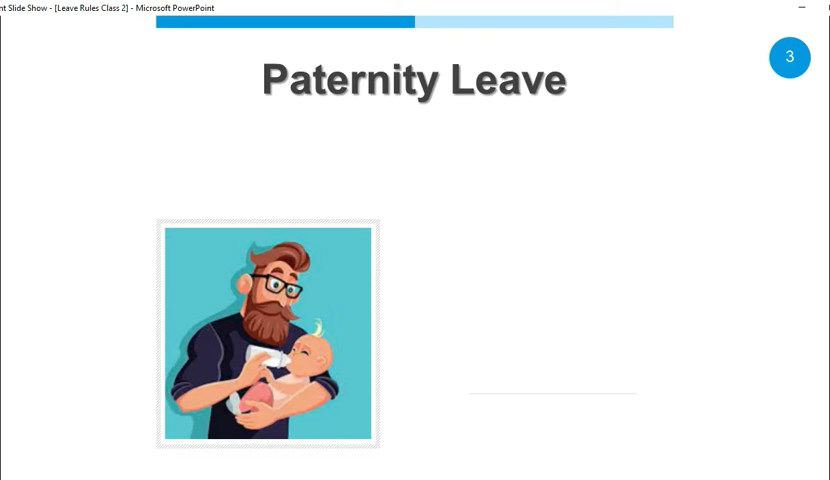 nt Slide Show - [Leave Rules Class 2] - Microsoft PowerPoint
3
Paternity Leave